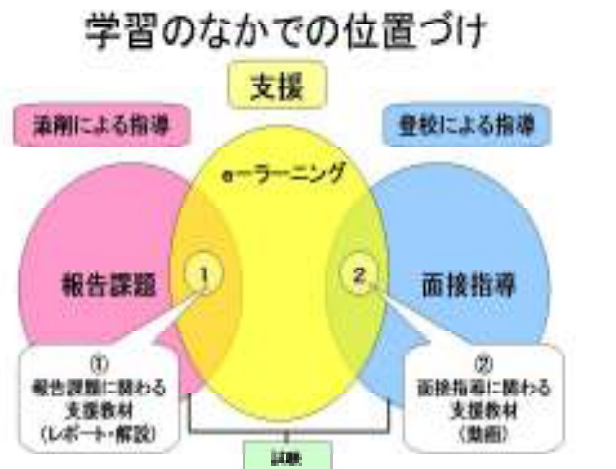 学習のなかでの位置づけ
支援
添削による指導
登校による指導
eーラーニング
報告課題
1
2
面接指導
①
報告課題に関わる
支援教材
(レポート・解説)
②
面接指導に関わる
支援教材
(動画)
試験